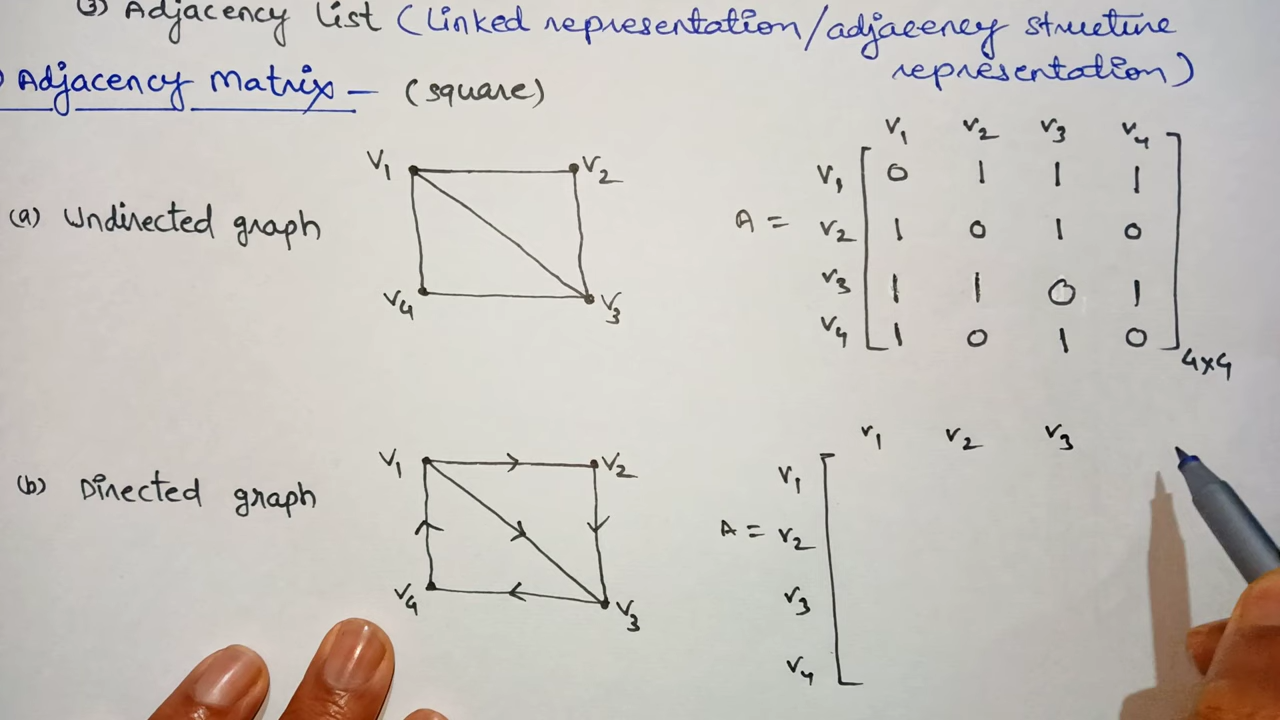 (3) Adjacency list (Linked representation/adjacency structure
representation)
) Adjacency Matrix – (square)
V1 V2 V3 V4
V1 V2
V1 0 1 1 1
(a) Undirected graph
A = V2 1 0 1 0
V3 1 1 0 1
V4 V3
V4 1 0 1 0
4x4
V1 V2 V3
V1 V2
V1
(b) Directed graph
A = V2
V4 V3
V3
V4